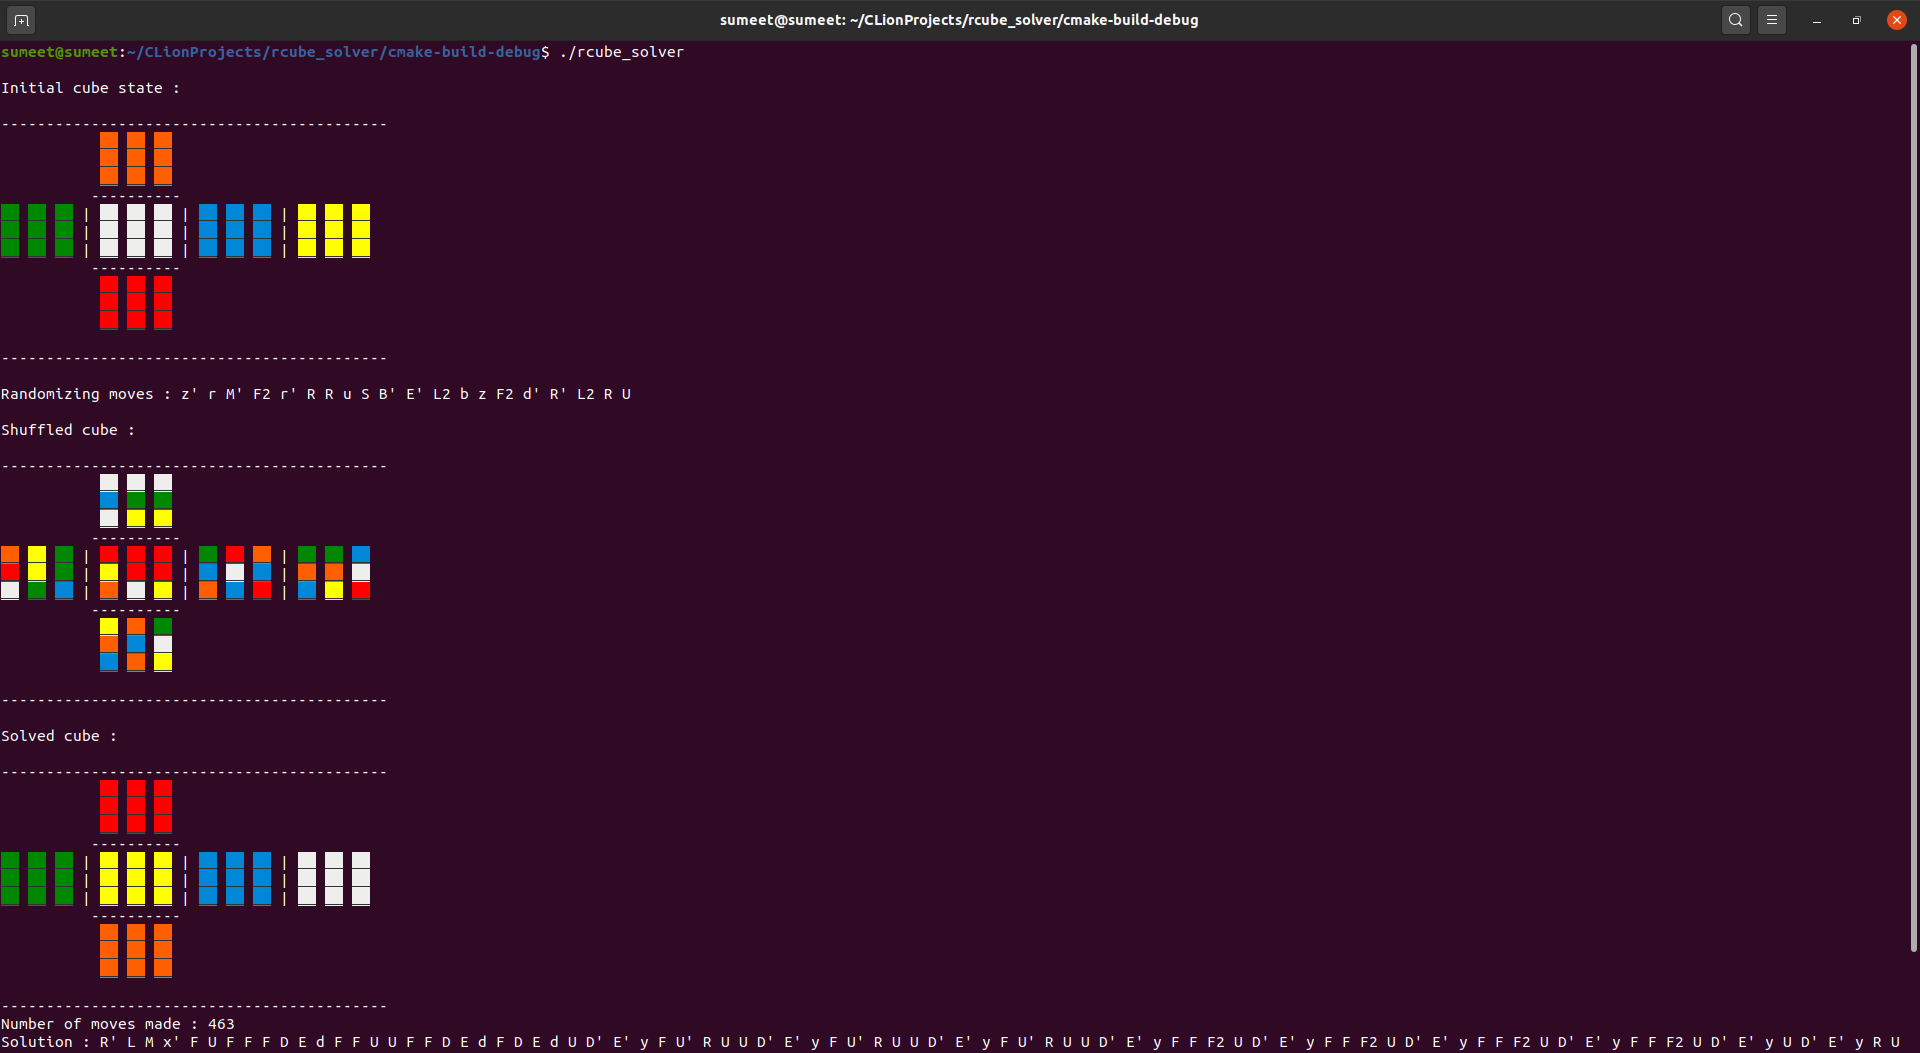 sumeet@sumeet: ~/CLionProjects/rcube_solver/cmake-build-debug
sumeet@sumeet:~/CLionProjects/rcube_solver/cmake-build-debug$ ./rcube_solver
Initial cube state :
-------------------------------------------
----------
| | |
| | |
| | |
----------
-------------------------------------------
Randomizing moves : z' r M' F2 r' R R u S B' E' L2 b z F2 d' R' L2 R U
Shuffled cube :
-------------------------------------------
----------
| | |
| | |
| | |
----------
-------------------------------------------
Solved cube :
-------------------------------------------
----------
| | |
| | |
| | |
----------
-------------------------------------------
Number of moves made : 463
Solution : R' L M x' F U F F F D E d F F U U F F D E d F D E d U D' E' y F U' R U U D' E' y F U' R U U D' E' y F U' R U U D' E' y F F F2 U D' E' y F F F2 U D' E' y F F F2 U D' E' y F F F2 U D' E' y U D' E' y R U